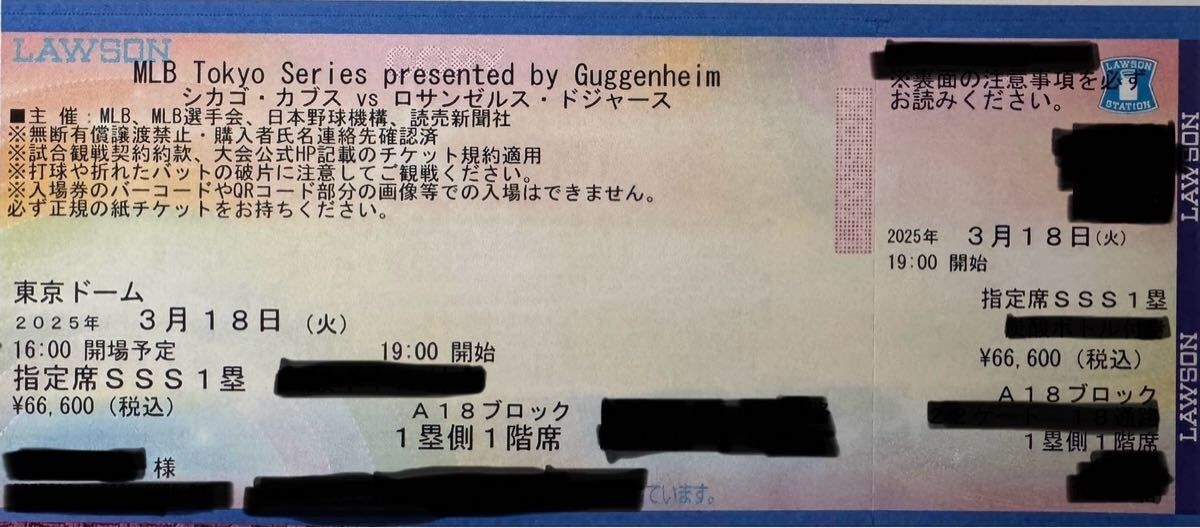 LAWSON
COPY
MLB Tokyo Series presented by Guggenheim
シカゴ・カブス vs ロサンゼルス・ドジャース
■主 催：MLB、MLB選手会、日本野球機構、読売新聞社
※無断有償譲渡禁止・購入者氏名連絡先確認済
※試合観戦契約約款、大会公式HP記載のチケット規約適用
※打球や折れたバットの破片に注意してご観戦ください。
※入場券のバーコードやQRコード部分の画像等での入場はできません。
必ず正規の紙チケットをお持ちください。
東京ドーム
2025年 3月18日（火）
16:00 開場予定 19:00 開始
指定席SSS1塁
¥66,600（税込）
A18ブロック
1塁側1階席
様
ています。
※裏面の注意事項を必ず
お読みください。
LAWSON
STATION
2025年 3月18日(火)
19:00 開始
指定席SSS1塁
¥66,600（税込）
A18ブロック
1塁側1階席
LAWSON
LAWSON